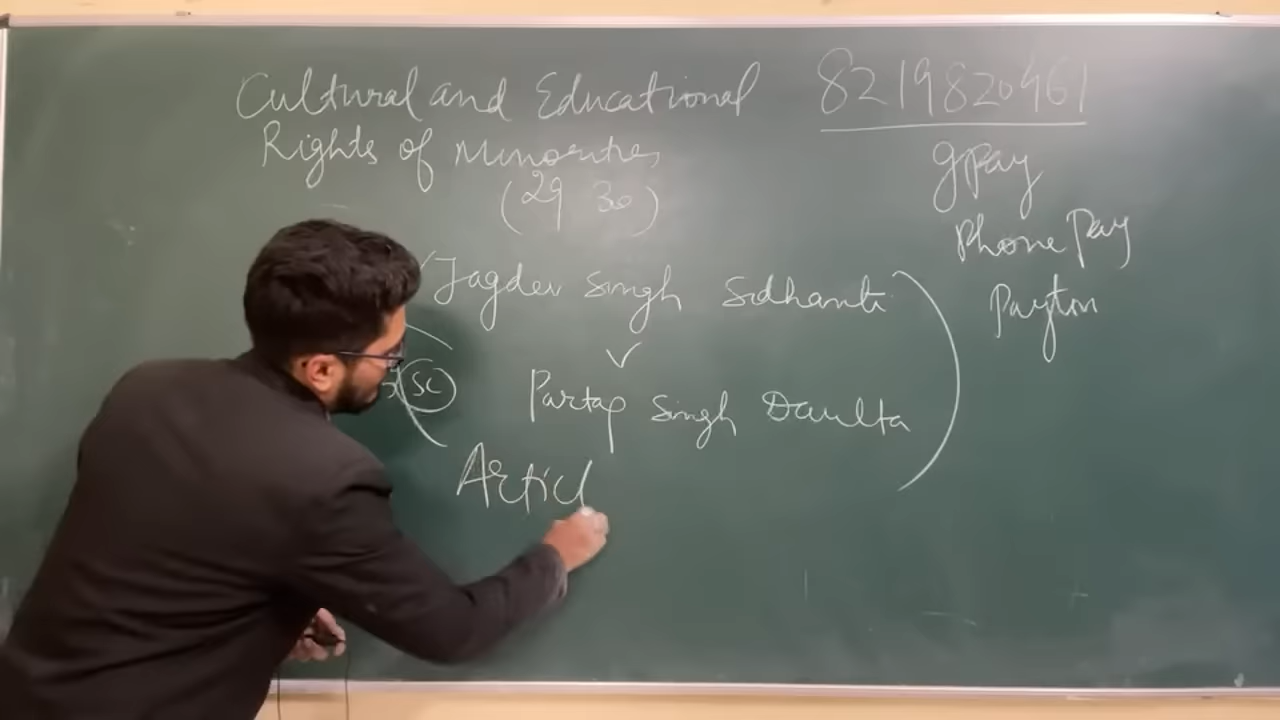 Cultural and Educational
Rights of Minorities
(29 30)
8219820461
gpay
Phone Pay
Paytm
Jagdev Singh Sidhanti
v
(SC)
Partap Singh Daulta
Articl